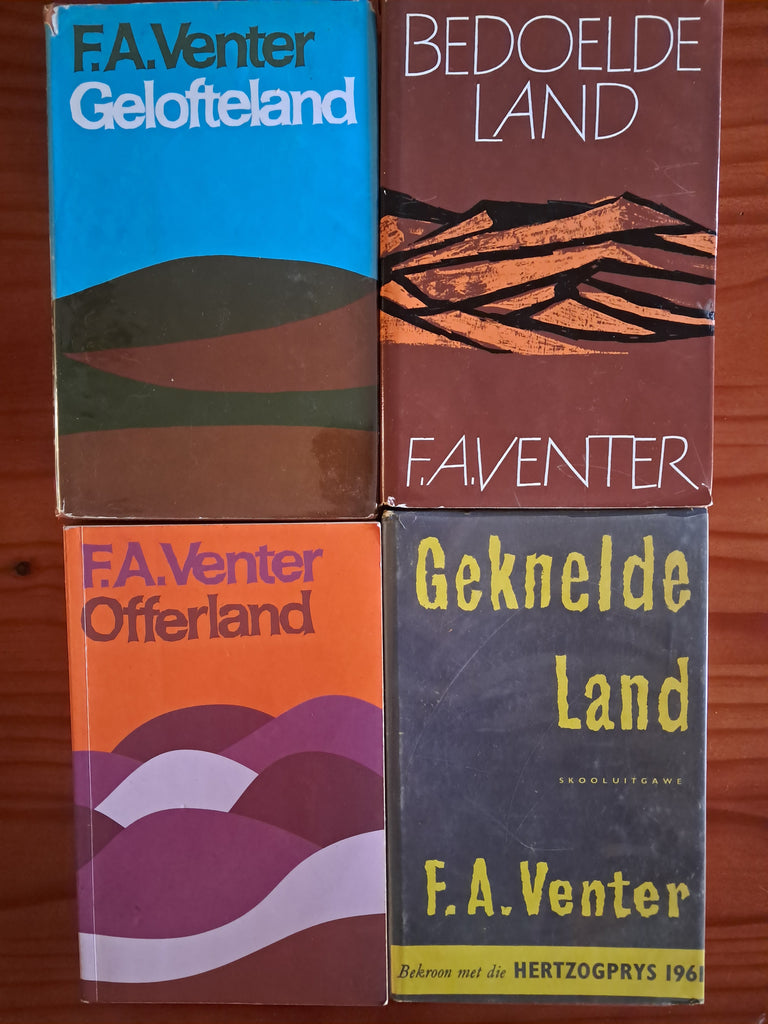 F.A.Venter
Gelofteland
BEDOELDE
LAND
F.A.VENTER
F.A.Venter
Offerland
Geknelde
Land
SKOOLUITGAWE
F.A.Venter
Bekroon met die HERTZOGPRYS 1961